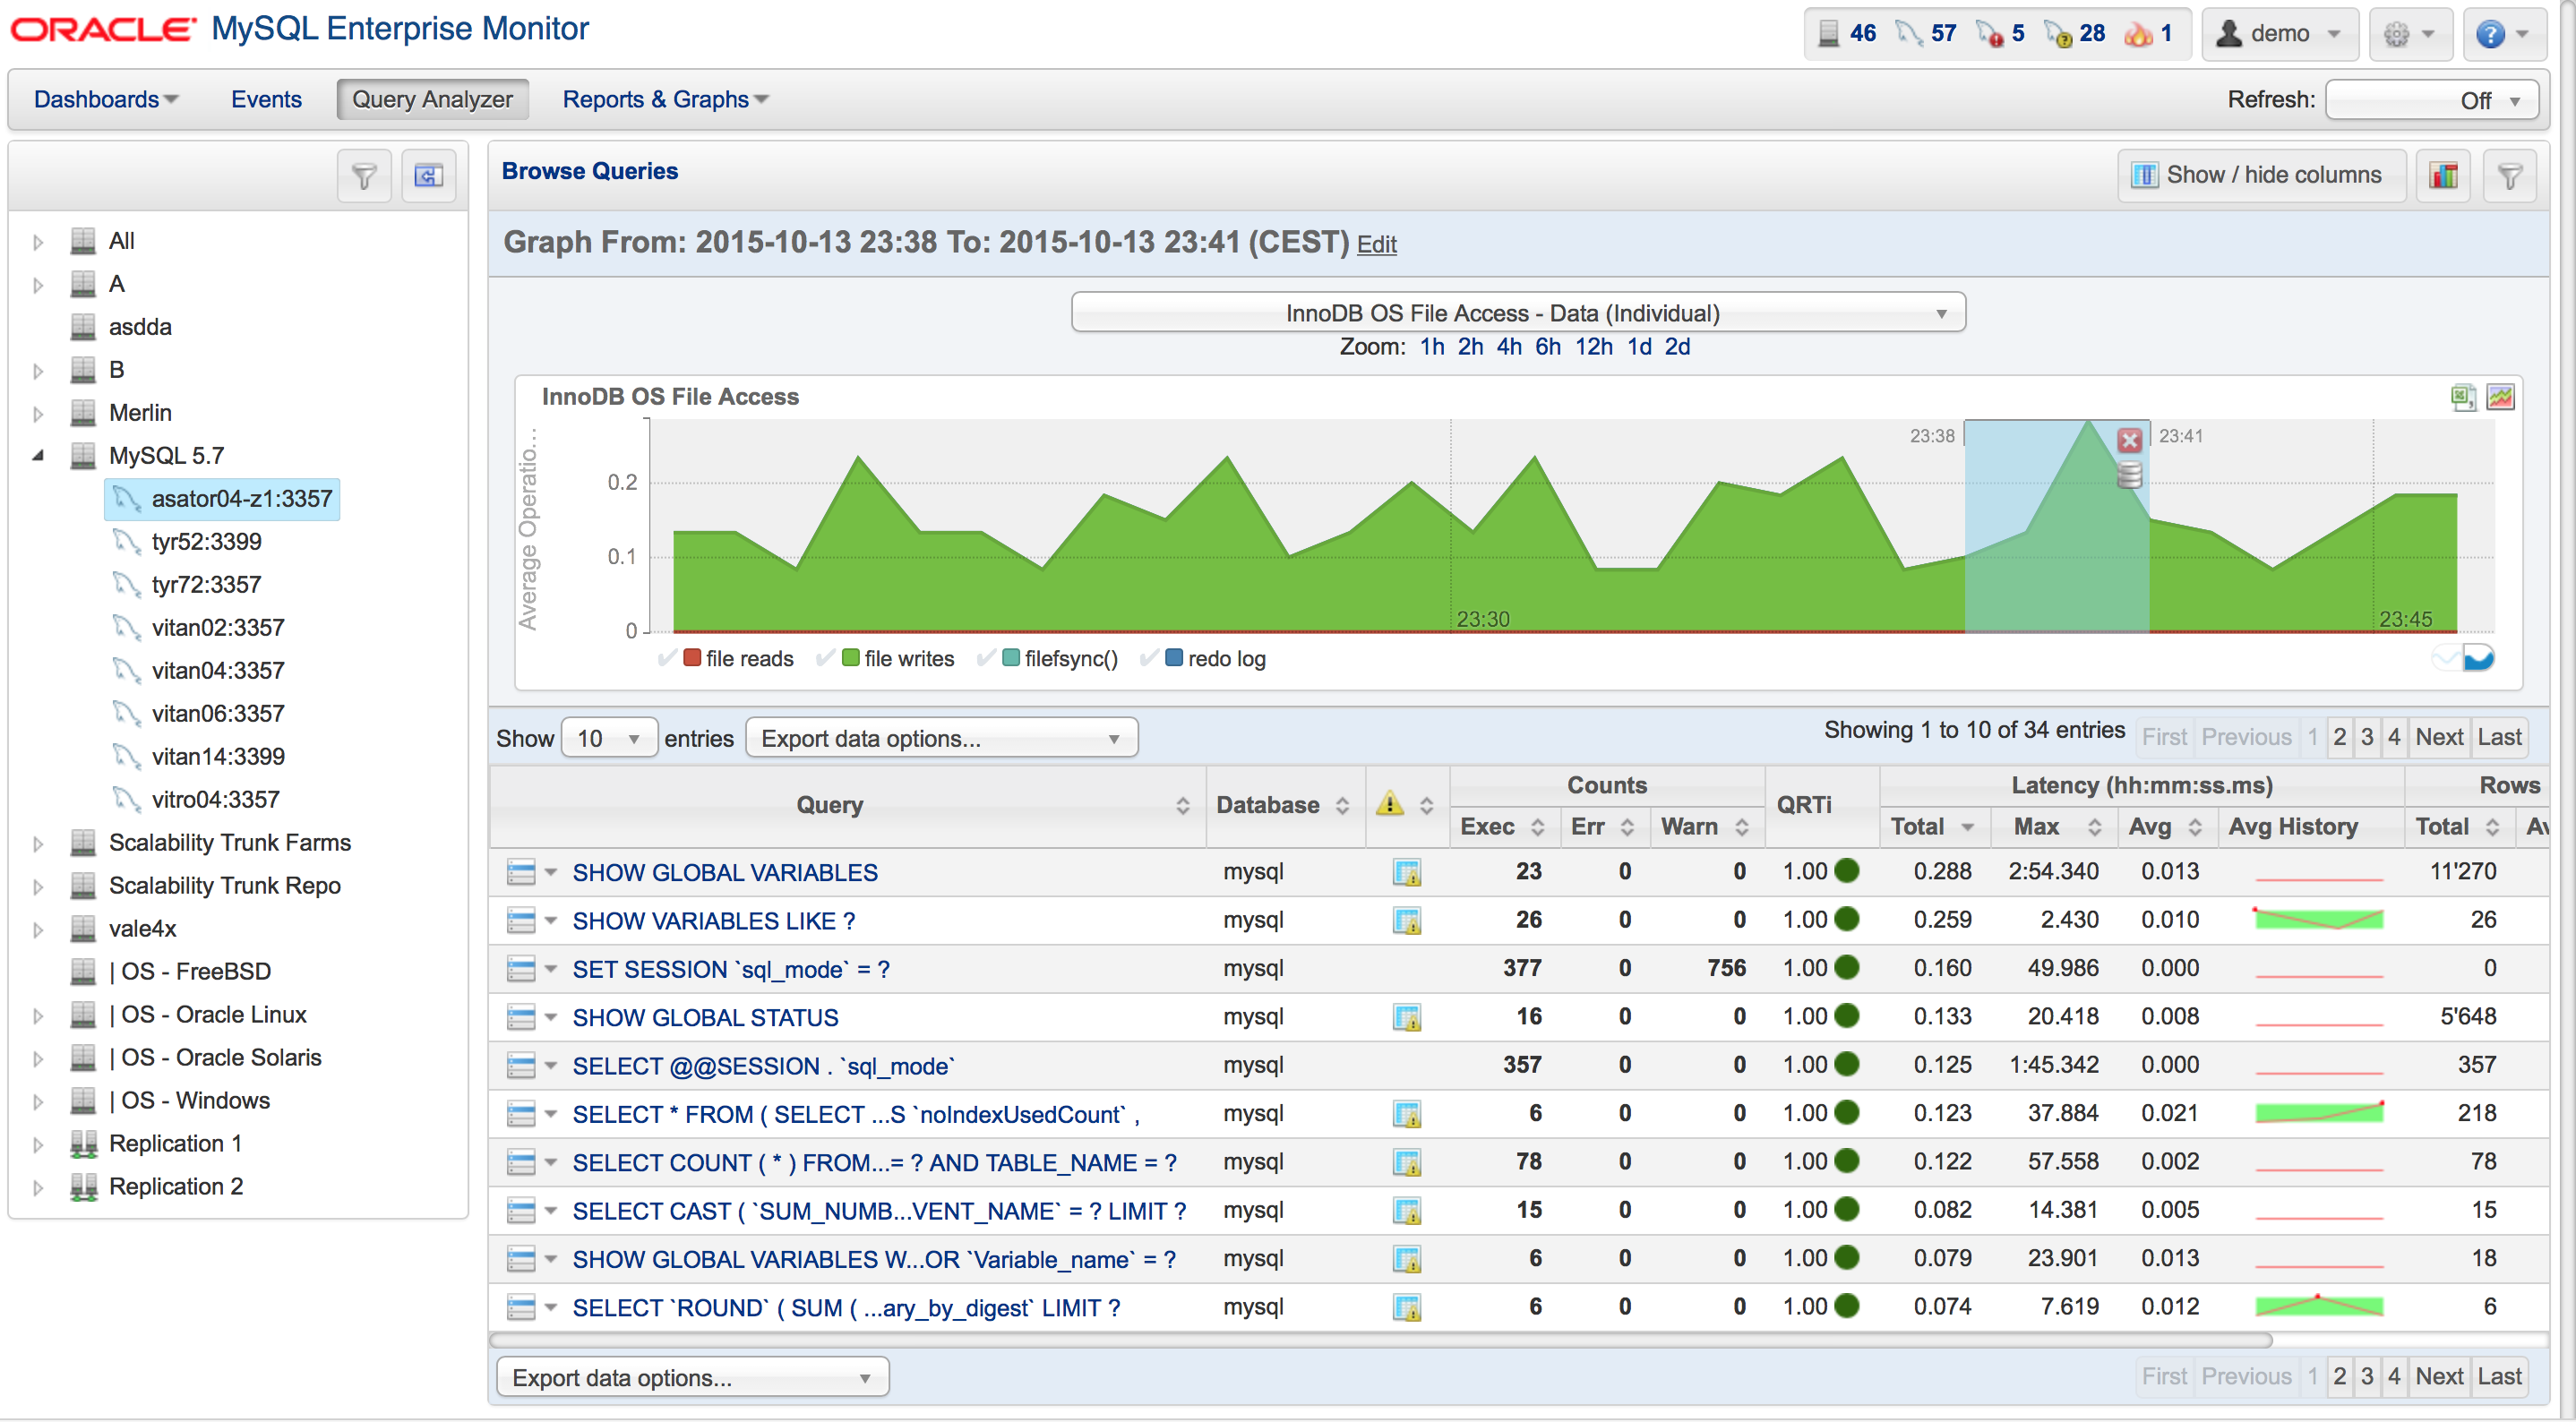 ORACLE MySQL Enterprise Monitor
46 57 5 28 1 demo
Dashboards Events Query Analyzer Reports & Graphs Refresh: Off
All
A
asdda
B
Merlin
MySQL 5.7
asator04-z1:3357
tyr52:3399
tyr72:3357
vitan02:3357
vitan04:3357
vitan06:3357
vitan14:3399
vitro04:3357
Scalability Trunk Farms
Scalability Trunk Repo
vale4x
| OS - FreeBSD
| OS - Oracle Linux
| OS - Oracle Solaris
| OS - Windows
Replication 1
Replication 2
Browse Queries Show / hide columns
Graph From: 2015-10-13 23:38 To: 2015-10-13 23:41 (CEST) Edit
InnoDB OS File Access - Data (Individual)
Zoom: 1h 2h 4h 6h 12h 1d 2d
InnoDB OS File Access
Average Operatio...
23:38 23:41
0.2
0.1
0
23:30 23:45
file reads file writes filefsync() redo log
Show 10 entries Export data options... Showing 1 to 10 of 34 entries First Previous 1 2 3 4 Next Last
Query Database Counts QRTi Latency (hh:mm:ss.ms) Rows
Exec Err Warn Total Max Avg Avg History Total Av
SHOW GLOBAL VARIABLES mysql 23 0 0 1.00 0.288 2:54.340 0.013 11'270
SHOW VARIABLES LIKE ? mysql 26 0 0 1.00 0.259 2.430 0.010 26
SET SESSION `sql_mode` = ? mysql 377 0 756 1.00 0.160 49.986 0.000 0
SHOW GLOBAL STATUS mysql 16 0 0 1.00 0.133 20.418 0.008 5'648
SELECT @@SESSION . `sql_mode` mysql 357 0 0 1.00 0.125 1:45.342 0.000 357
SELECT * FROM ( SELECT ...S `noIndexUsedCount` , mysql 6 0 0 1.00 0.123 37.884 0.021 218
SELECT COUNT ( * ) FROM...= ? AND TABLE_NAME = ? mysql 78 0 0 1.00 0.122 57.558 0.002 78
SELECT CAST ( `SUM_NUMB...VENT_NAME` = ? LIMIT ? mysql 15 0 0 1.00 0.082 14.381 0.005 15
SHOW GLOBAL VARIABLES W...OR `Variable_name` = ? mysql 6 0 0 1.00 0.079 23.901 0.013 18
SELECT `ROUND` ( SUM ( ...ary_by_digest` LIMIT ? mysql 6 0 0 1.00 0.074 7.619 0.012 6
Export data options... First Previous 1 2 3 4 Next Last